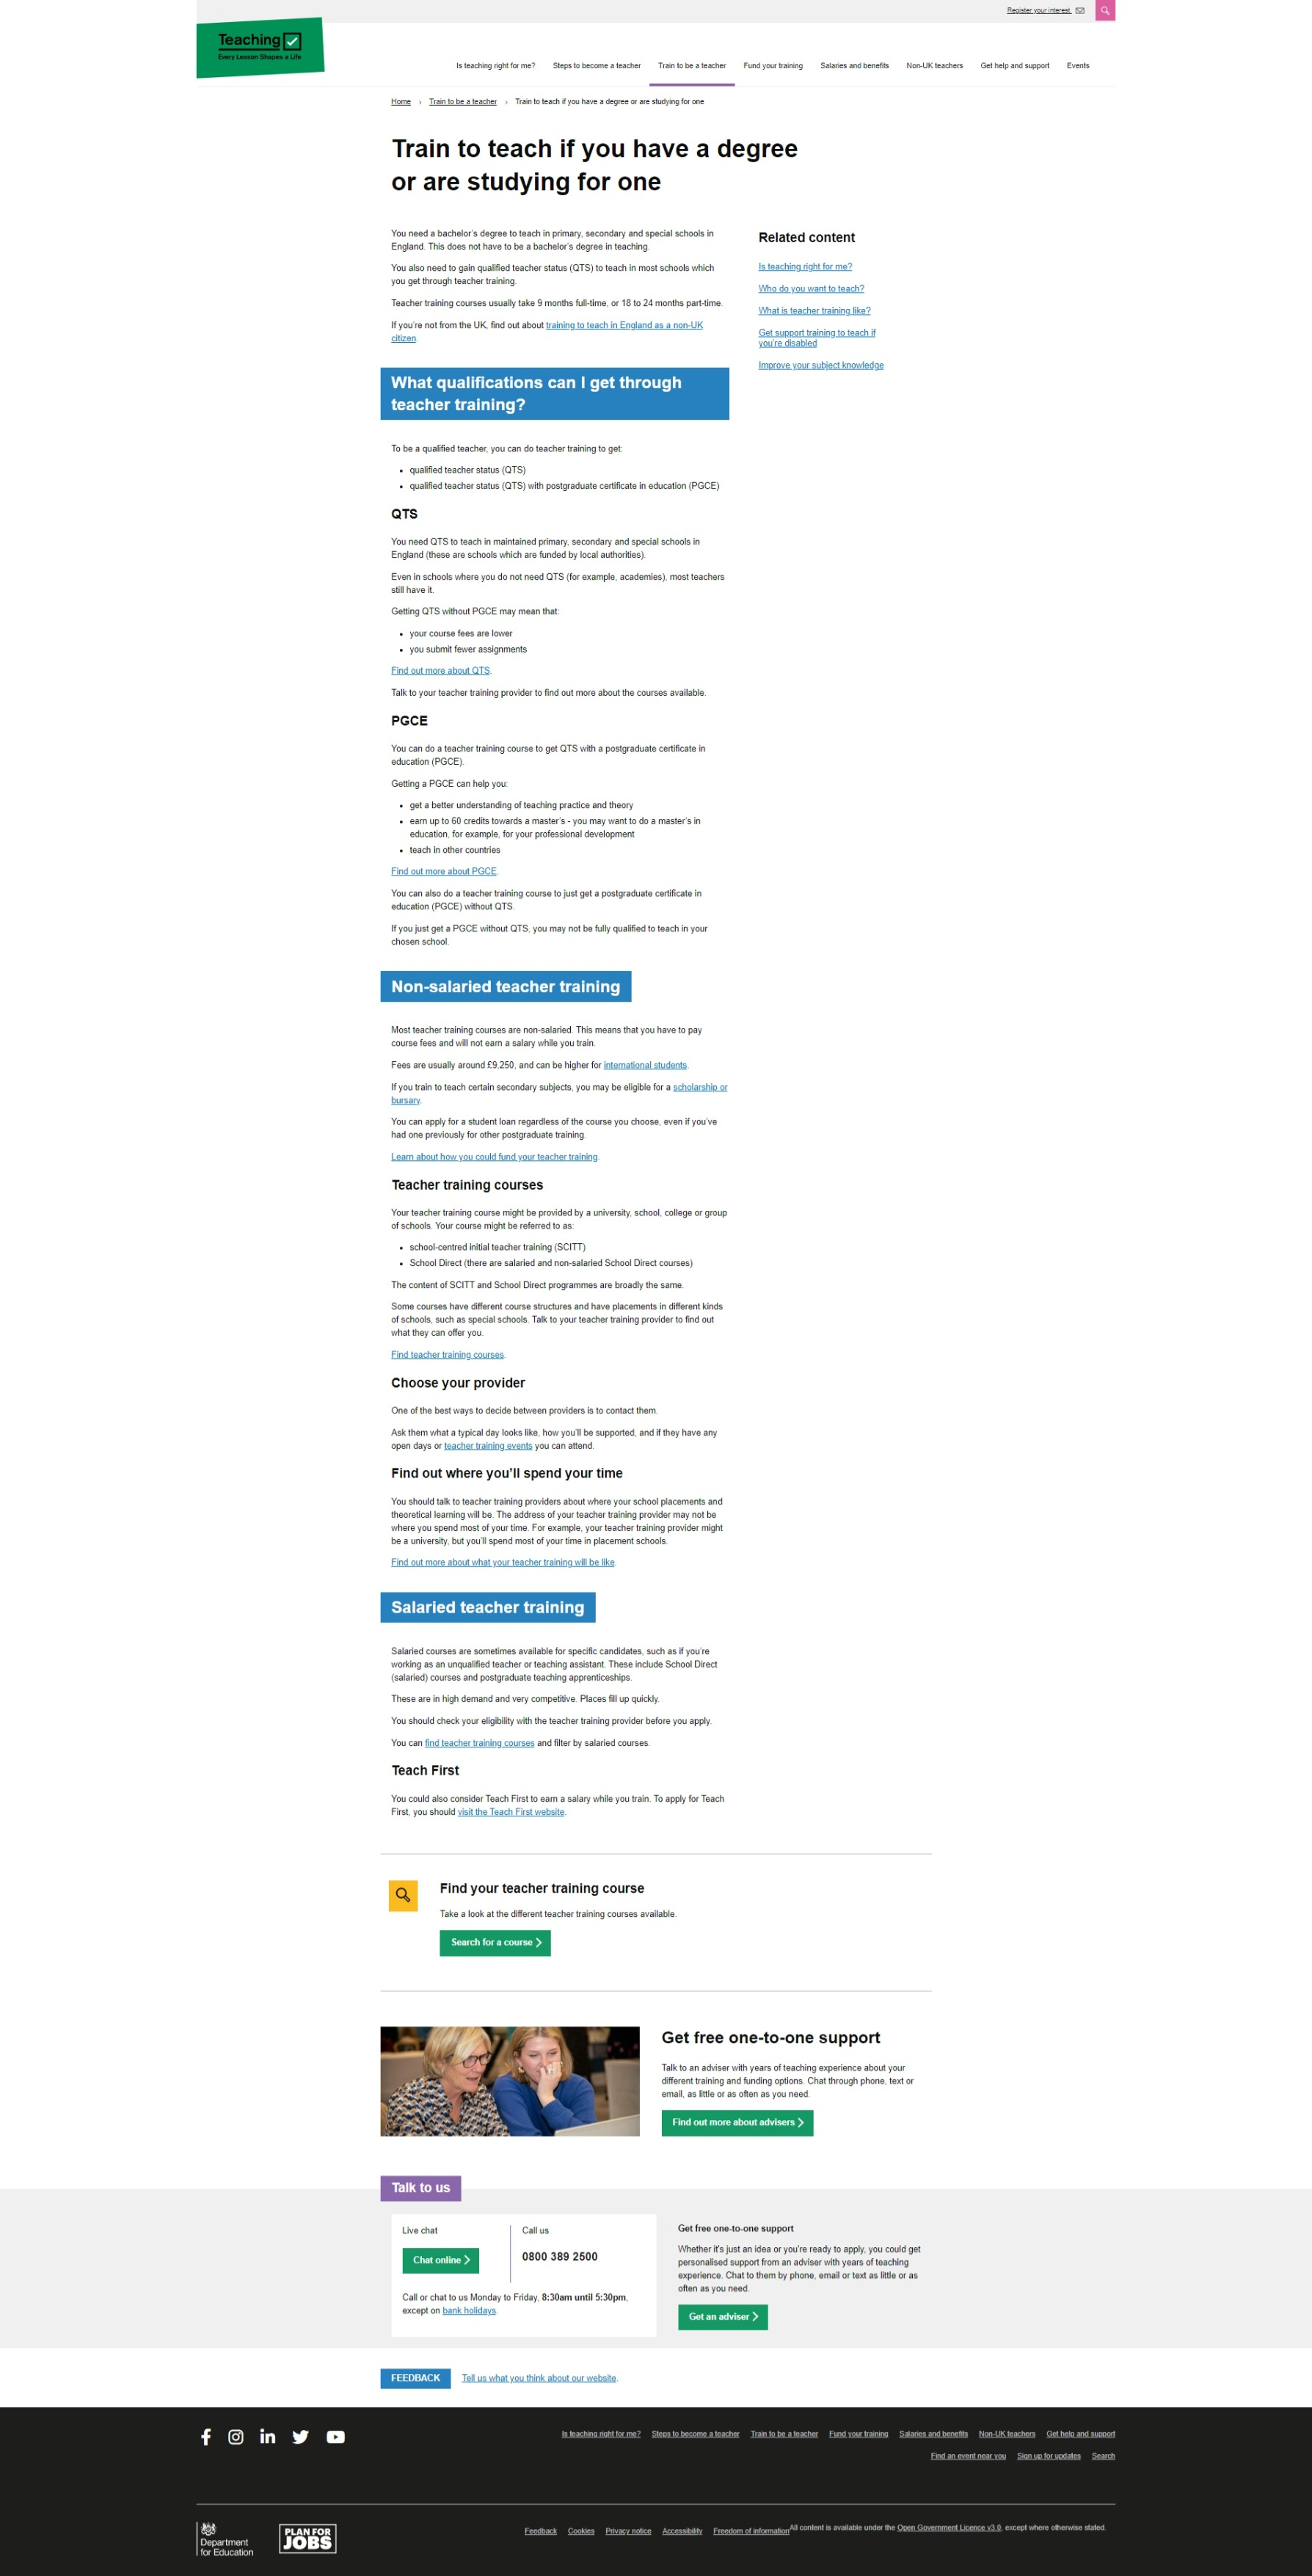 Register your interest
Teaching
Every Lesson Shapes a Life
Is teaching right for me?
Steps to become a teacher
Train to be a teacher
Fund your training
Salaries and benefits
Non-UK teachers
Get help and support
Events
Home › Train to be a teacher › Train to teach if you have a degree or are studying for one
Train to teach if you have a degree
or are studying for one
You need a bachelor's degree to teach in primary, secondary and special schools in
England. This does not have to be a bachelor's degree in teaching.
You also need to gain qualified teacher status (QTS) to teach in most schools which
you get through teacher training.
Teacher training courses usually take 9 months full-time, or 18 to 24 months part-time.
If you're not from the UK, find out about training to teach in England as a non-UK
citizen.
Related content
Is teaching right for me?
Who do you want to teach?
What is teacher training like?
Get support training to teach if
you're disabled
Improve your subject knowledge
What qualifications can I get through
teacher training?
To be a qualified teacher, you can do teacher training to get:
• qualified teacher status (QTS)
• qualified teacher status (QTS) with postgraduate certificate in education (PGCE)
QTS
You need QTS to teach in maintained primary, secondary and special schools in
England (these are schools which are funded by local authorities).
Even in schools where you do not need QTS (for example, academies), most teachers
still have it.
Getting QTS without PGCE may mean that:
• your course fees are lower
• you submit fewer assignments
Find out more about QTS.
Talk to your teacher training provider to find out more about the courses available.
PGCE
You can do a teacher training course to get QTS with a postgraduate certificate in
education (PGCE).
Getting a PGCE can help you:
• get a better understanding of teaching practice and theory
• earn up to 60 credits towards a master's - you may want to do a master's in
education, for example, for your professional development
• teach in other countries
Find out more about PGCE.
You can also do a teacher training course to just get a postgraduate certificate in
education (PGCE) without QTS.
If you just get a PGCE without QTS, you may not be fully qualified to teach in your
chosen school.
Non-salaried teacher training
Most teacher training courses are non-salaried. This means that you have to pay
course fees and will not earn a salary while you train.
Fees are usually around £9,250, and can be higher for international students.
If you train to teach certain secondary subjects, you may be eligible for a scholarship or
bursary.
You can apply for a student loan regardless of the course you choose, even if you've
had one previously for other postgraduate training.
Learn about how you could fund your teacher training.
Teacher training courses
Your teacher training course might be provided by a university, school, college or group
of schools. Your course might be referred to as:
• school-centred initial teacher training (SCITT)
• School Direct (there are salaried and non-salaried School Direct courses)
The content of SCITT and School Direct programmes are broadly the same.
Some courses have different course structures and have placements in different kinds
of schools, such as special schools. Talk to your teacher training provider to find out
what they can offer you.
Find teacher training courses.
Choose your provider
One of the best ways to decide between providers is to contact them.
Ask them what a typical day looks like, how you'll be supported, and if they have any
open days or teacher training events you can attend.
Find out where you'll spend your time
You should talk to teacher training providers about where your school placements and
theoretical learning will be. The address of your teacher training provider may not be
where you spend most of your time. For example, your teacher training provider might
be a university, but you'll spend most of your time in placement schools.
Find out more about what your teacher training will be like.
Salaried teacher training
Salaried courses are sometimes available for specific candidates, such as if you're
working as an unqualified teacher or teaching assistant. These include School Direct
(salaried) courses and postgraduate teaching apprenticeships.
These are in high demand and very competitive. Places fill up quickly.
You should check your eligibility with the teacher training provider before you apply.
You can find teacher training courses and filter by salaried courses.
Teach First
You could also consider Teach First to earn a salary while you train. To apply for Teach
First, you should visit the Teach First website.
Find your teacher training course
Take a look at the different teacher training courses available.
Search for a course
Get free one-to-one support
Talk to an adviser with years of teaching experience about your
different training and funding options. Chat through phone, text or
email, as little or as often as you need.
Find out more about advisers
Talk to us
Live chat
Chat online
Call us
0800 389 2500
Call or chat to us Monday to Friday, 8:30am until 5:30pm,
except on bank holidays.
Get free one-to-one support
Whether it's just an idea or you're ready to apply, you could get
personalised support from an adviser with years of teaching
experience. Chat to them by phone, email or text as little or as
often as you need.
Get an adviser
FEEDBACK
Tell us what you think about our website.
Is teaching right for me?
Steps to become a teacher
Train to be a teacher
Fund your training
Salaries and benefits
Non-UK teachers
Get help and support
Find an event near you
Sign up for updates
Search
Department
for Education
PLAN FOR
JOBS
Feedback
Cookies
Privacy notice
Accessibility
Freedom of information
All content is available under the Open Government Licence v3.0, except where otherwise stated.